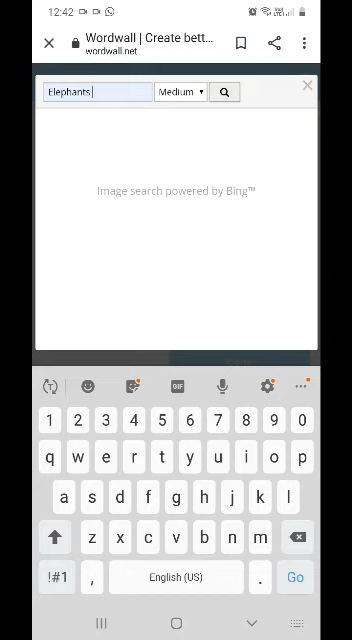 12:42
Wordwall | Create bett...
wordwall.net
Elephants
Medium
Image search powered by Bing™
GIF
1 2 3 4 5 6 7 8 9 0
q w e r t y u i o p
a s d f g h j k l
z x c v b n m
!#1 , English (US) . Go